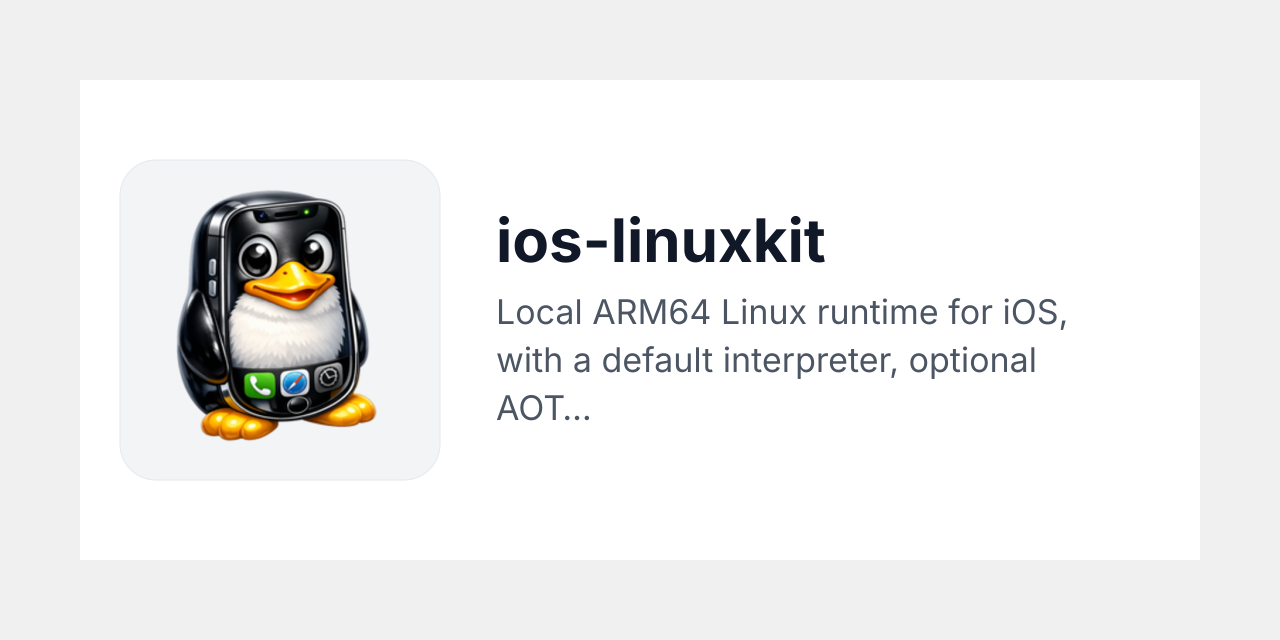 ios-linuxkit
Local ARM64 Linux runtime for iOS,
with a default interpreter, optional
AOT...